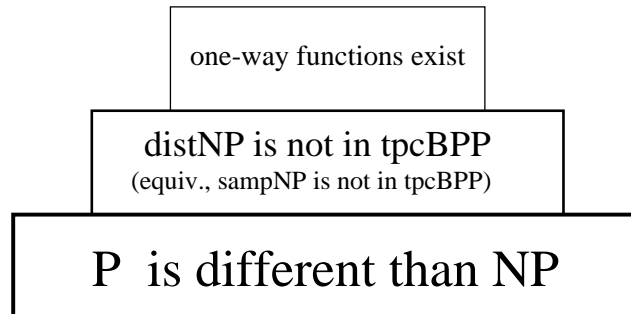 one-way functions exist
distNP is not in tpcBPP
(equiv., sampNP is not in tpcBPP)
P is different than NP